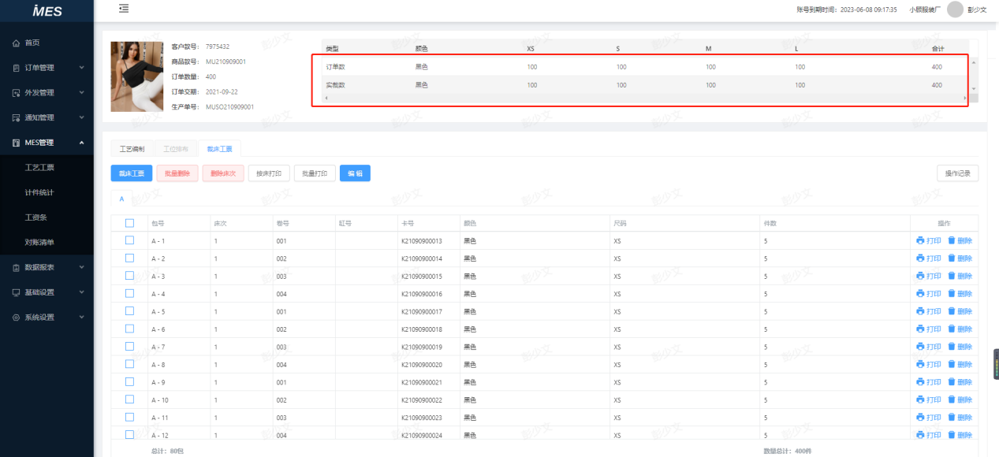 iMES
账号到期时间：2023-06-08 09:17:35 小顾服装厂 彭少文
首页
订单管理
外发管理
通知管理
MES管理
工艺工票
计件统计
工资条
对账清单
数据报表
基础设置
系统设置
客户款号： 7975432
商品款号： MU210909001
订单数量： 400
订单交期： 2021-09-22
生产单号： MUSO210909001
类型 颜色 XS S M L 合计
订单数 黑色 100 100 100 100 400
实裁数 黑色 100 100 100 100 400
工艺编制 工位排布 裁床工票
裁床工票 批量删除 删除床次 按床打印 批量打印 编 辑 操作记录
A
包号 床次 卷号 缸号 卡号 颜色 尺码 件数 操作
A - 1 1 001 K21090900013 黑色 XS 5 打印 删除
A - 2 1 002 K21090900014 黑色 XS 5 打印 删除
A - 3 1 003 K21090900015 黑色 XS 5 打印 删除
A - 4 1 004 K21090900016 黑色 XS 5 打印 删除
A - 5 1 001 K21090900017 黑色 XS 5 打印 删除
A - 6 1 002 K21090900018 黑色 XS 5 打印 删除
A - 7 1 003 K21090900019 黑色 XS 5 打印 删除
A - 8 1 004 K21090900020 黑色 XS 5 打印 删除
A - 9 1 001 K21090900021 黑色 XS 5 打印 删除
A - 10 1 002 K21090900022 黑色 XS 5 打印 删除
A - 11 1 003 K21090900023 黑色 XS 5 打印 删除
A - 12 1 004 K21090900024 黑色 XS 5 打印 删除
总计：80包 数量总计：400件